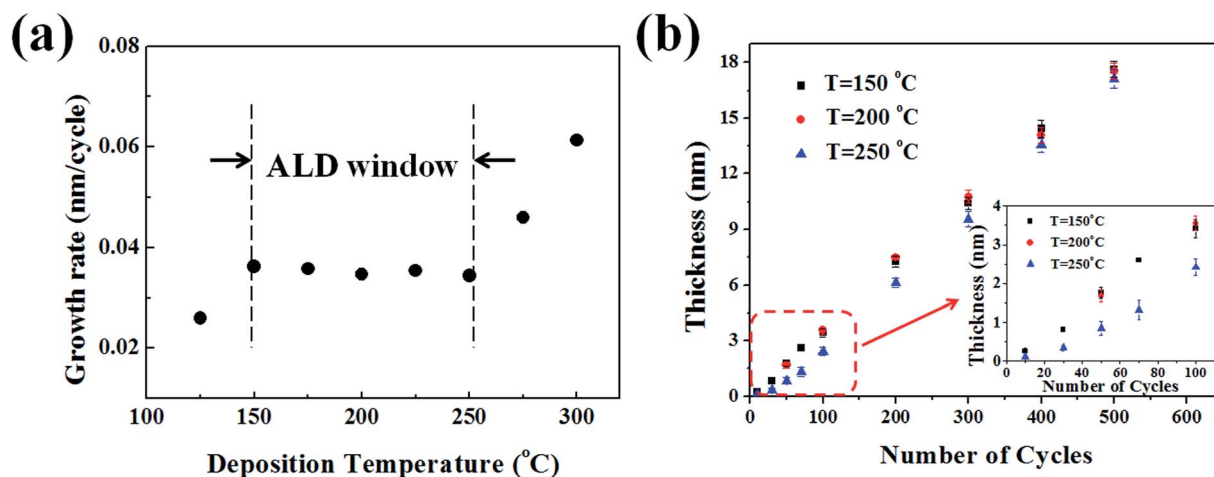 (a)
0.08
0.06
0.04
0.02
Growth rate (nm/cycle)
ALD window
100 150 200 250 300
Deposition Temperature (°C)
(b)
18
15
12
9
6
3
0
Thickness (nm)
T=150 °C
T=200 °C
T=250 °C
0 100 200 300 400 500 600
Number of Cycles
4
3
2
1
0
Thickness (nm)
T=150°C
T=200°C
T=250°C
0 20 40 60 80 100
Number of Cycles